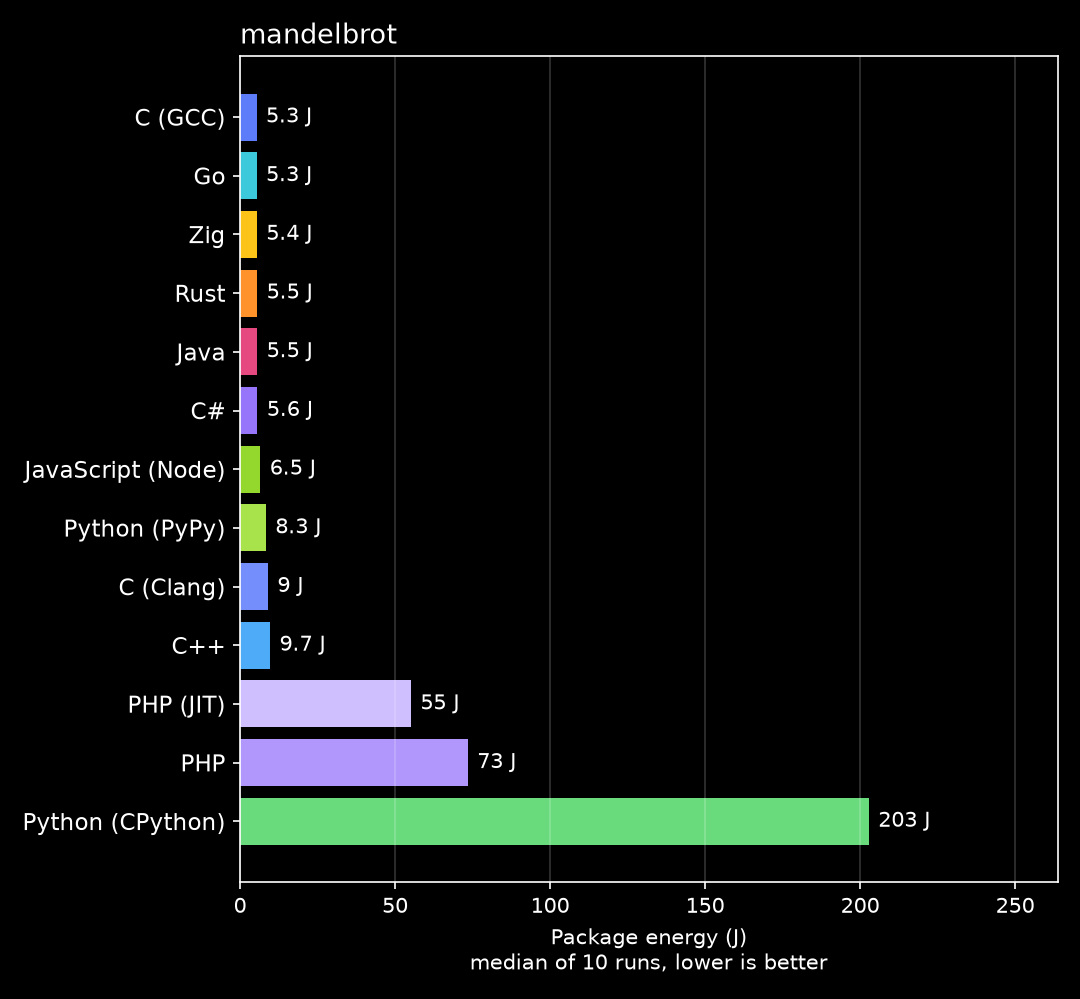 mandelbrot
C (GCC) 5.3 J
Go 5.3 J
Zig 5.4 J
Rust 5.5 J
Java 5.5 J
C# 5.6 J
JavaScript (Node) 6.5 J
Python (PyPy) 8.3 J
C (Clang) 9 J
C++ 9.7 J
PHP (JIT) 55 J
PHP 73 J
Python (CPython) 203 J
0 50 100 150 200 250
Package energy (J)
median of 10 runs, lower is better